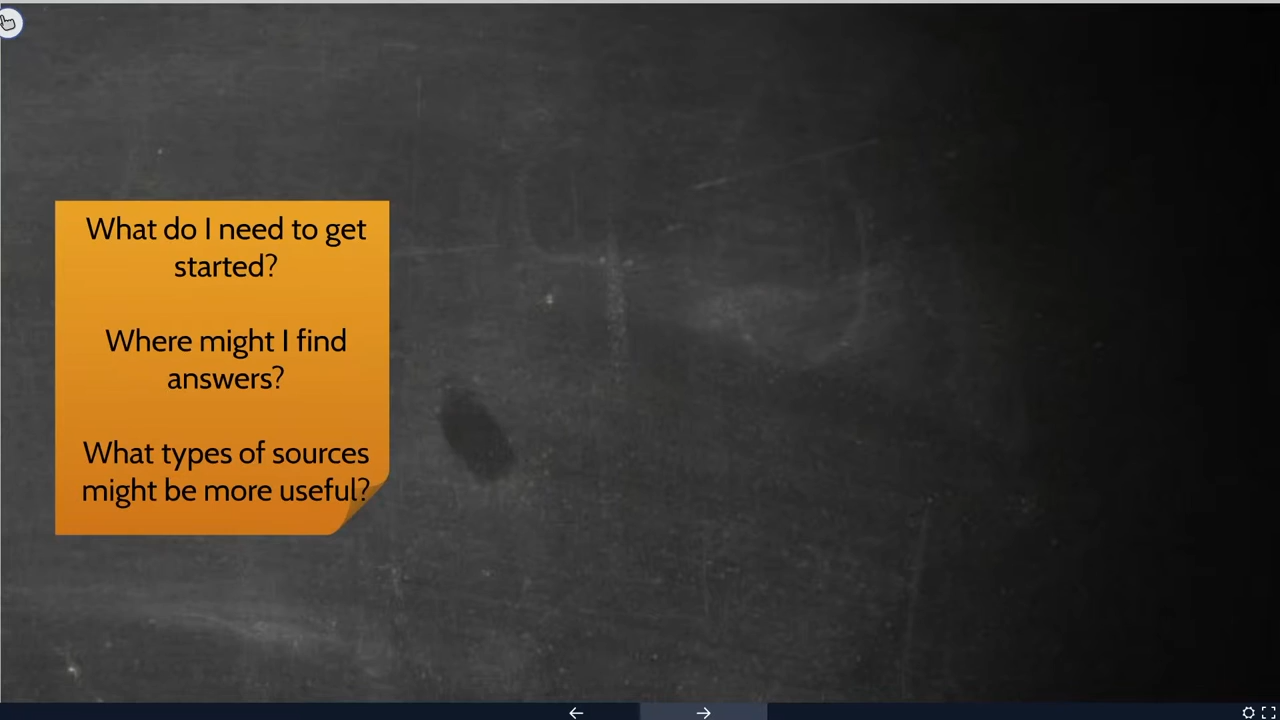 What do I need to get
started?
Where might I find
answers?
What types of sources
might be more useful?